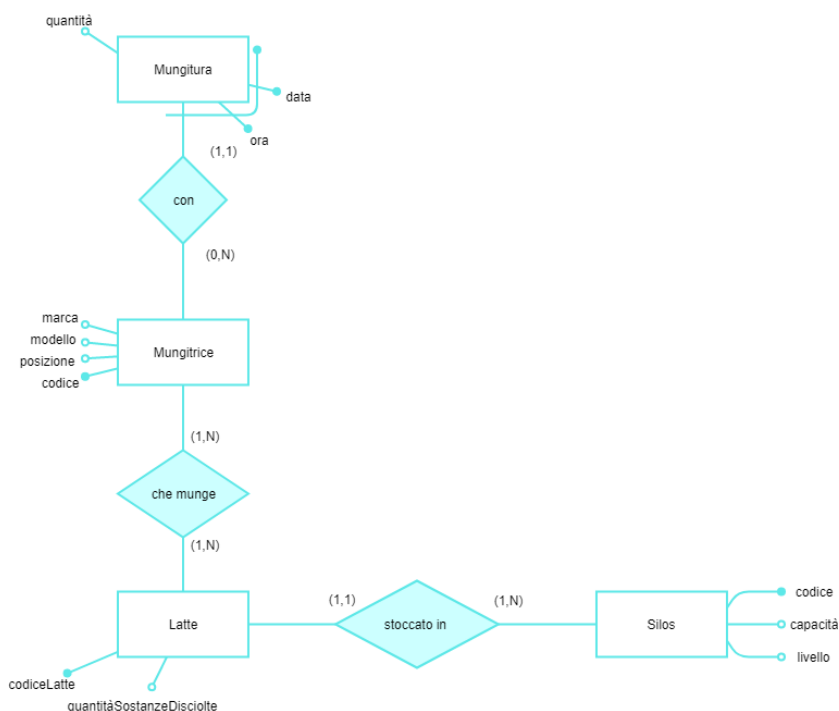 quantità
Mungitura
data
ora
(1,1)
con
(0,N)
marca
modello
posizione
codice
Mungitrice
(1,N)
che munge
(1,N)
Latte
(1,1)
stoccato in
(1,N)
Silos
codice
capacità
livello
codiceLatte
quantitàSostanzeDisciolte